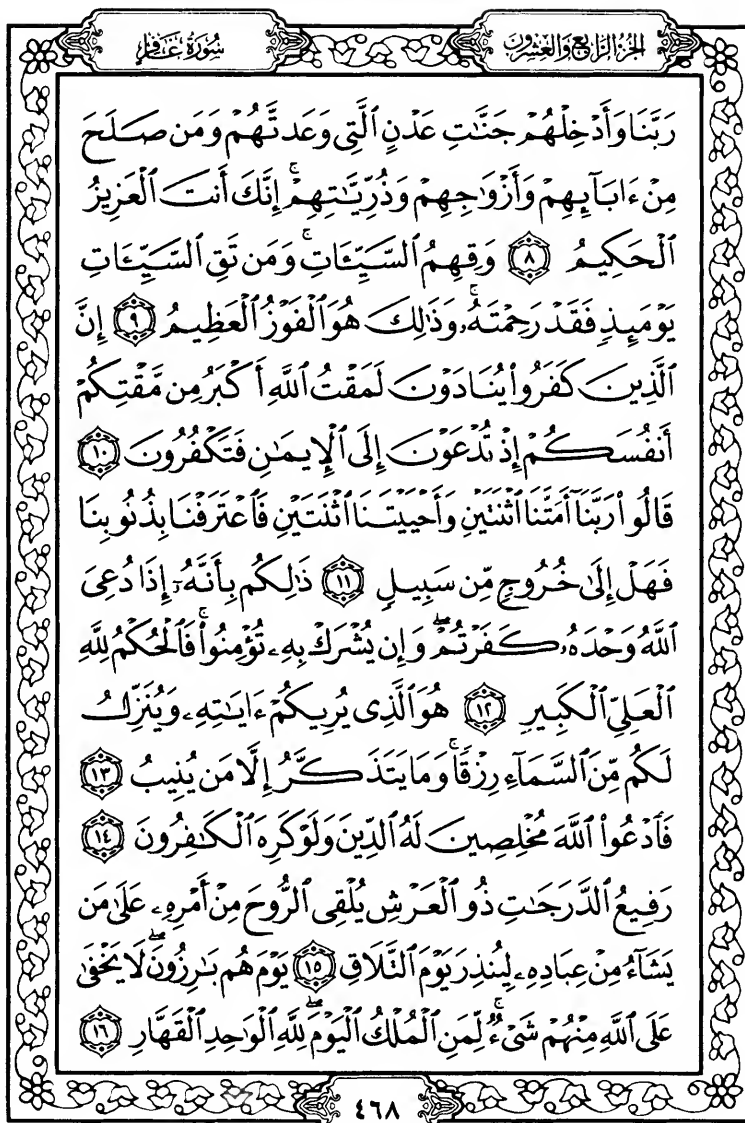 سُورَةُ غَافِر
الجُزْءُ الرَّابِعُ وَالعِشْرُونَ
رَبَّنَا وَأَدْخِلْهُمْ جَنَّٰتِ عَدْنٍ ٱلَّتِى وَعَدتَّهُمْ وَمَن صَلَحَ
مِنْ ءَابَآئِهِمْ وَأَزْوَٰجِهِمْ وَذُرِّيَّٰتِهِمْۚ إِنَّكَ أَنتَ ٱلْعَزِيزُ
ٱلْحَكِيمُ ٨ وَقِهِمُ ٱلسَّيِّـَٔاتِۚ وَمَن تَقِ ٱلسَّيِّـَٔاتِ
يَوْمَئِذٍ فَقَدْ رَحِمْتَهُۥۚ وَذَٰلِكَ هُوَ ٱلْفَوْزُ ٱلْعَظِيمُ ٩ إِنَّ
ٱلَّذِينَ كَفَرُوا۟ يُنَادَوْنَ لَمَقْتُ ٱللَّهِ أَكْبَرُ مِن مَّقْتِكُمْ
أَنفُسَكُمْ إِذْ تُدْعَوْنَ إِلَى ٱلْإِيمَٰنِ فَتَكْفُرُونَ ١٠
قَالُوا۟ رَبَّنَآ أَمَتَّنَا ٱثْنَتَيْنِ وَأَحْيَيْتَنَا ٱثْنَتَيْنِ فَٱعْتَرَفْنَا بِذُنُوبِنَا
فَهَلْ إِلَىٰ خُرُوجٍ مِّن سَبِيلٍ ١١ ذَٰلِكُم بِأَنَّهُۥٓ إِذَا دُعِىَ
ٱللَّهُ وَحْدَهُۥ كَفَرْتُمْۖ وَإِن يُشْرَكْ بِهِۦ تُؤْمِنُوا۟ۚ فَٱلْحُكْمُ لِلَّهِ
ٱلْعَلِىِّ ٱلْكَبِيرِ ١٢ هُوَ ٱلَّذِى يُرِيكُمْ ءَايَٰتِهِۦ وَيُنَزِّلُ
لَكُم مِّنَ ٱلسَّمَآءِ رِزْقًاۚ وَمَا يَتَذَكَّرُ إِلَّا مَن يُنِيبُ ١٣
فَٱدْعُوا۟ ٱللَّهَ مُخْلِصِينَ لَهُ ٱلدِّينَ وَلَوْ كَرِهَ ٱلْكَٰفِرُونَ ١٤
رَفِيعُ ٱلدَّرَجَٰتِ ذُو ٱلْعَرْشِ يُلْقِى ٱلرُّوحَ مِنْ أَمْرِهِۦ عَلَىٰ مَن
يَشَآءُ مِنْ عِبَادِهِۦ لِيُنذِرَ يَوْمَ ٱلتَّلَاقِ ١٥ يَوْمَ هُم بَٰرِزُونَۖ لَا يَخْفَىٰ
عَلَى ٱللَّهِ مِنْهُمْ شَىْءٌۚ لِّمَنِ ٱلْمُلْكُ ٱلْيَوْمَۖ لِلَّهِ ٱلْوَٰحِدِ ٱلْقَهَّارِ ١٦
٤٦٨